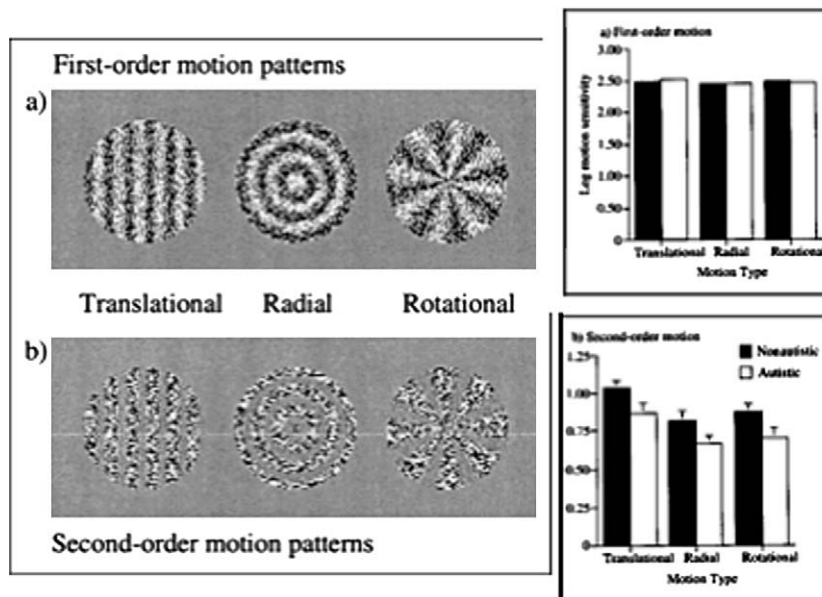 First-order motion patterns
a)
Translational Radial Rotational
b)
Second-order motion patterns
a) First-order motion
Log motion sensitivity
3.00
2.50
2.00
1.50
1.00
0.50
0
Translational Radial Rotational
Motion Type
b) Second-order motion
Nonautistic
Autistic
1.25
1.00
0.75
0.50
0.25
0
Translational Radial Rotational
Motion Type